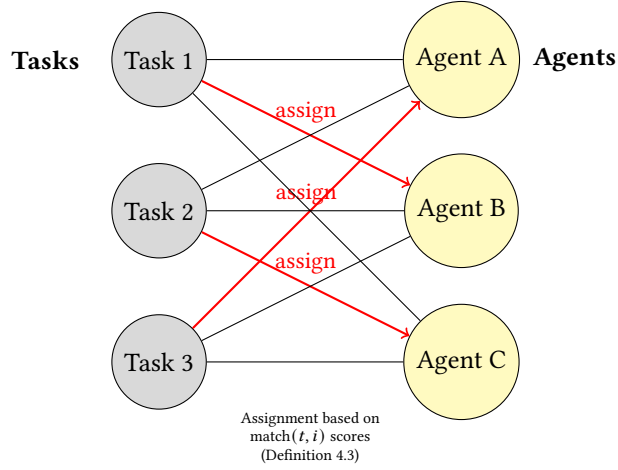 Tasks
Agents
Task 1
Agent A
assign
Task 2
assign
Agent B
assign
Task 3
Agent C
Assignment based on
match(t, i) scores
(Definition 4.3)